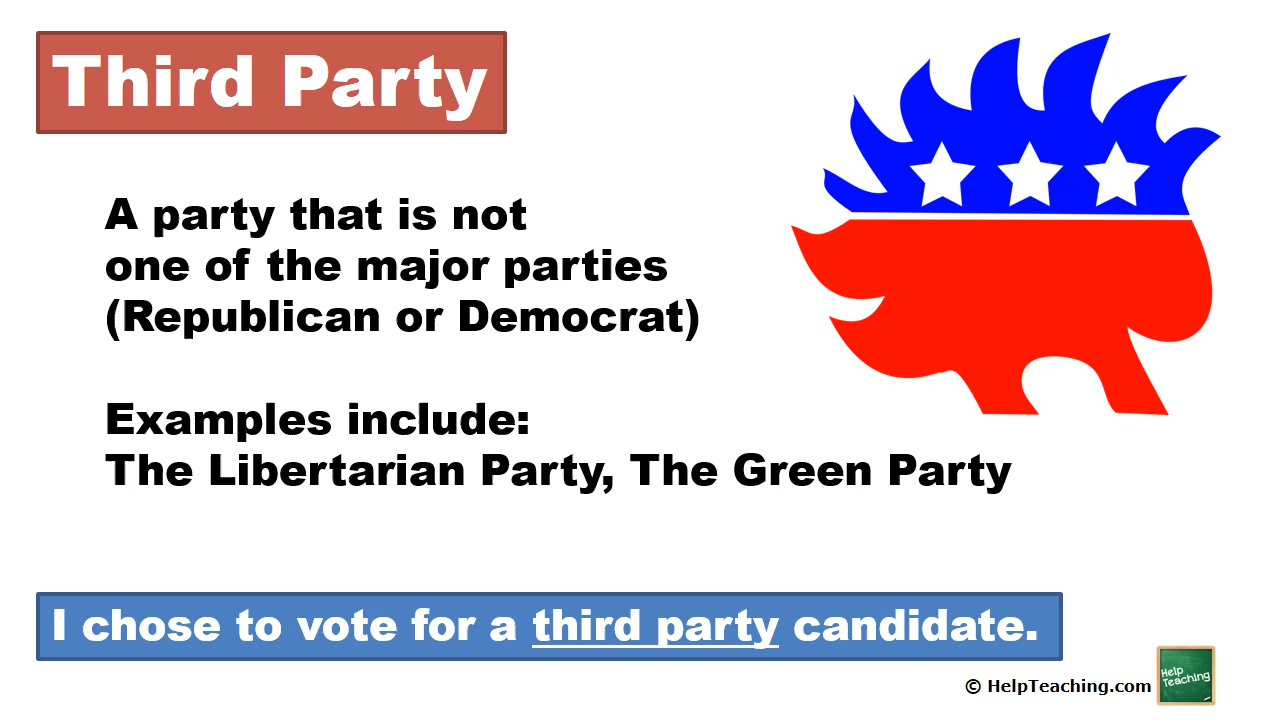 Third Party
A party that is not
one of the major parties
(Republican or Democrat)
Examples include:
The Libertarian Party, The Green Party
I chose to vote for a third party candidate.
© HelpTeaching.com
Help
Teaching